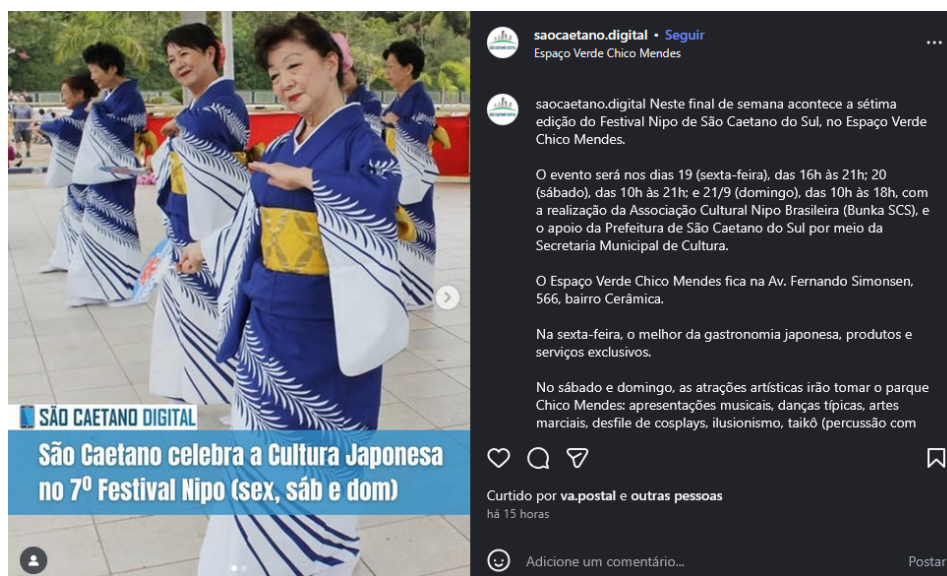 SÃO CAETANO DIGITAL
São Caetano celebra a Cultura Japonesa
no 7º Festival Nipo (sex, sáb e dom)
saocaetano.digital • Seguir
Espaço Verde Chico Mendes
saocaetano.digital Neste final de semana acontece a sétima
edição do Festival Nipo de São Caetano do Sul, no Espaço Verde
Chico Mendes.
O evento será nos dias 19 (sexta-feira), das 16h às 21h; 20
(sábado), das 10h às 21h; e 21/9 (domingo), das 10h às 18h, com
a realização da Associação Cultural Nipo Brasileira (Bunka SCS), e
o apoio da Prefeitura de São Caetano do Sul por meio da
Secretaria Municipal de Cultura.
O Espaço Verde Chico Mendes fica na Av. Fernando Simonsen,
566, bairro Cerâmica.
Na sexta-feira, o melhor da gastronomia japonesa, produtos e
serviços exclusivos.
No sábado e domingo, as atrações artísticas irão tomar o parque
Chico Mendes: apresentações musicais, danças típicas, artes
marciais, desfile de cosplays, ilusionismo, taikô (percussão com
Curtido por va.postal e outras pessoas
há 15 horas
Adicione um comentário...
Postar